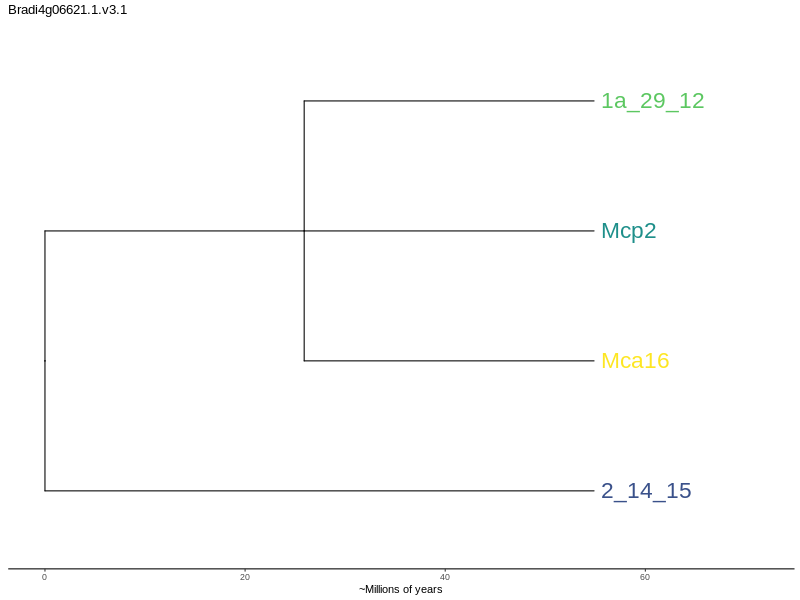 Bradi4g06621.1.v3.1
1a_29_12
Mcp2
Mca16
2_14_15
0 20 40 60
~Millions of years